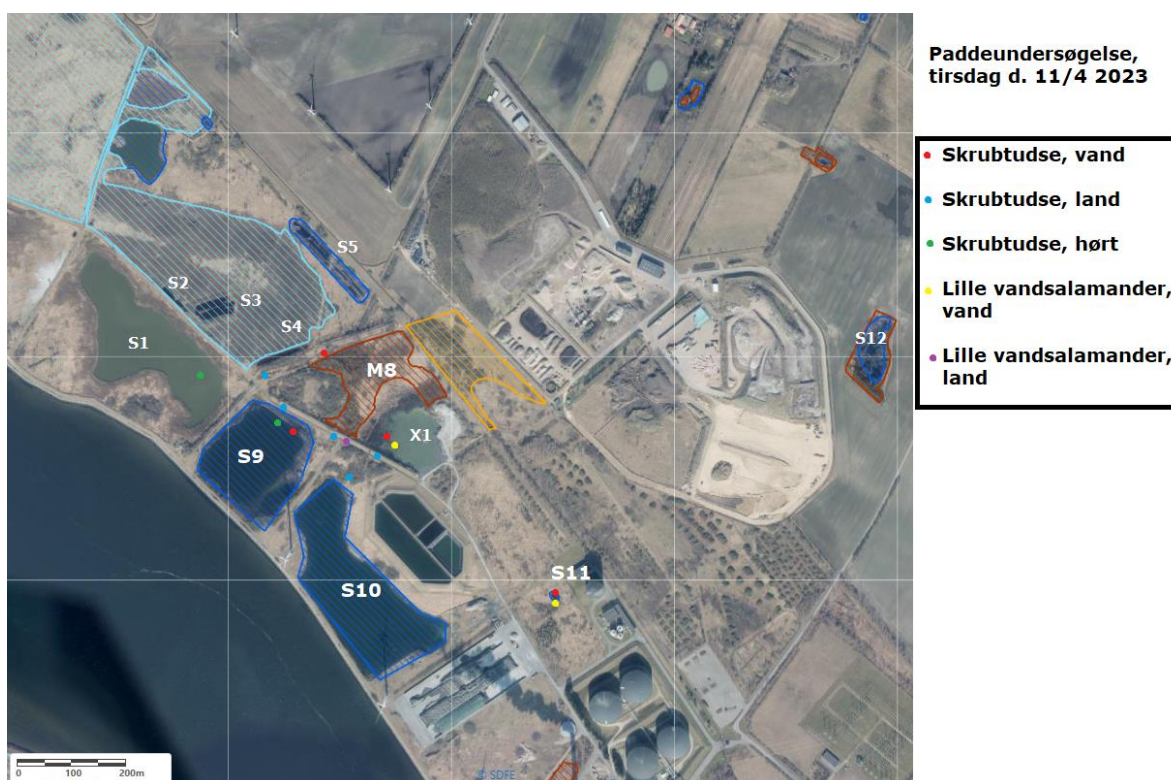 Paddeundersøgelse,
tirsdag d. 11/4 2023
Skrubtudse, vand
Skrubtudse, land
Skrubtudse, hørt
Lille vandsalamander,
vand
Lille vandsalamander,
land
S5
S2
S3
S4
S1
S12
M8
X1
S9
S11
S10
0 100 200m
© SDFE